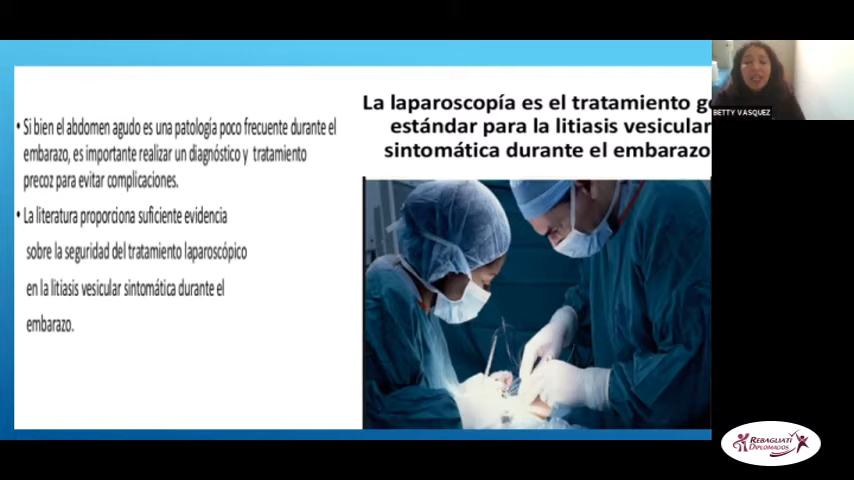 La laparoscopía es el tratamiento g
estándar para la litiasis vesicular
sintomática durante el embarazo
• Si bien el abdomen agudo es una patología poco frecuente durante el
embarazo, es importante realizar un diagnóstico y tratamiento
precoz para evitar complicaciones.
• La literatura proporciona suficiente evidencia
sobre la seguridad del tratamiento laparoscópico
en la litiasis vesicular sintomática durante el
embarazo.
BETTY VASQUEZ
REBAGLIATI
DIPLOMADOS